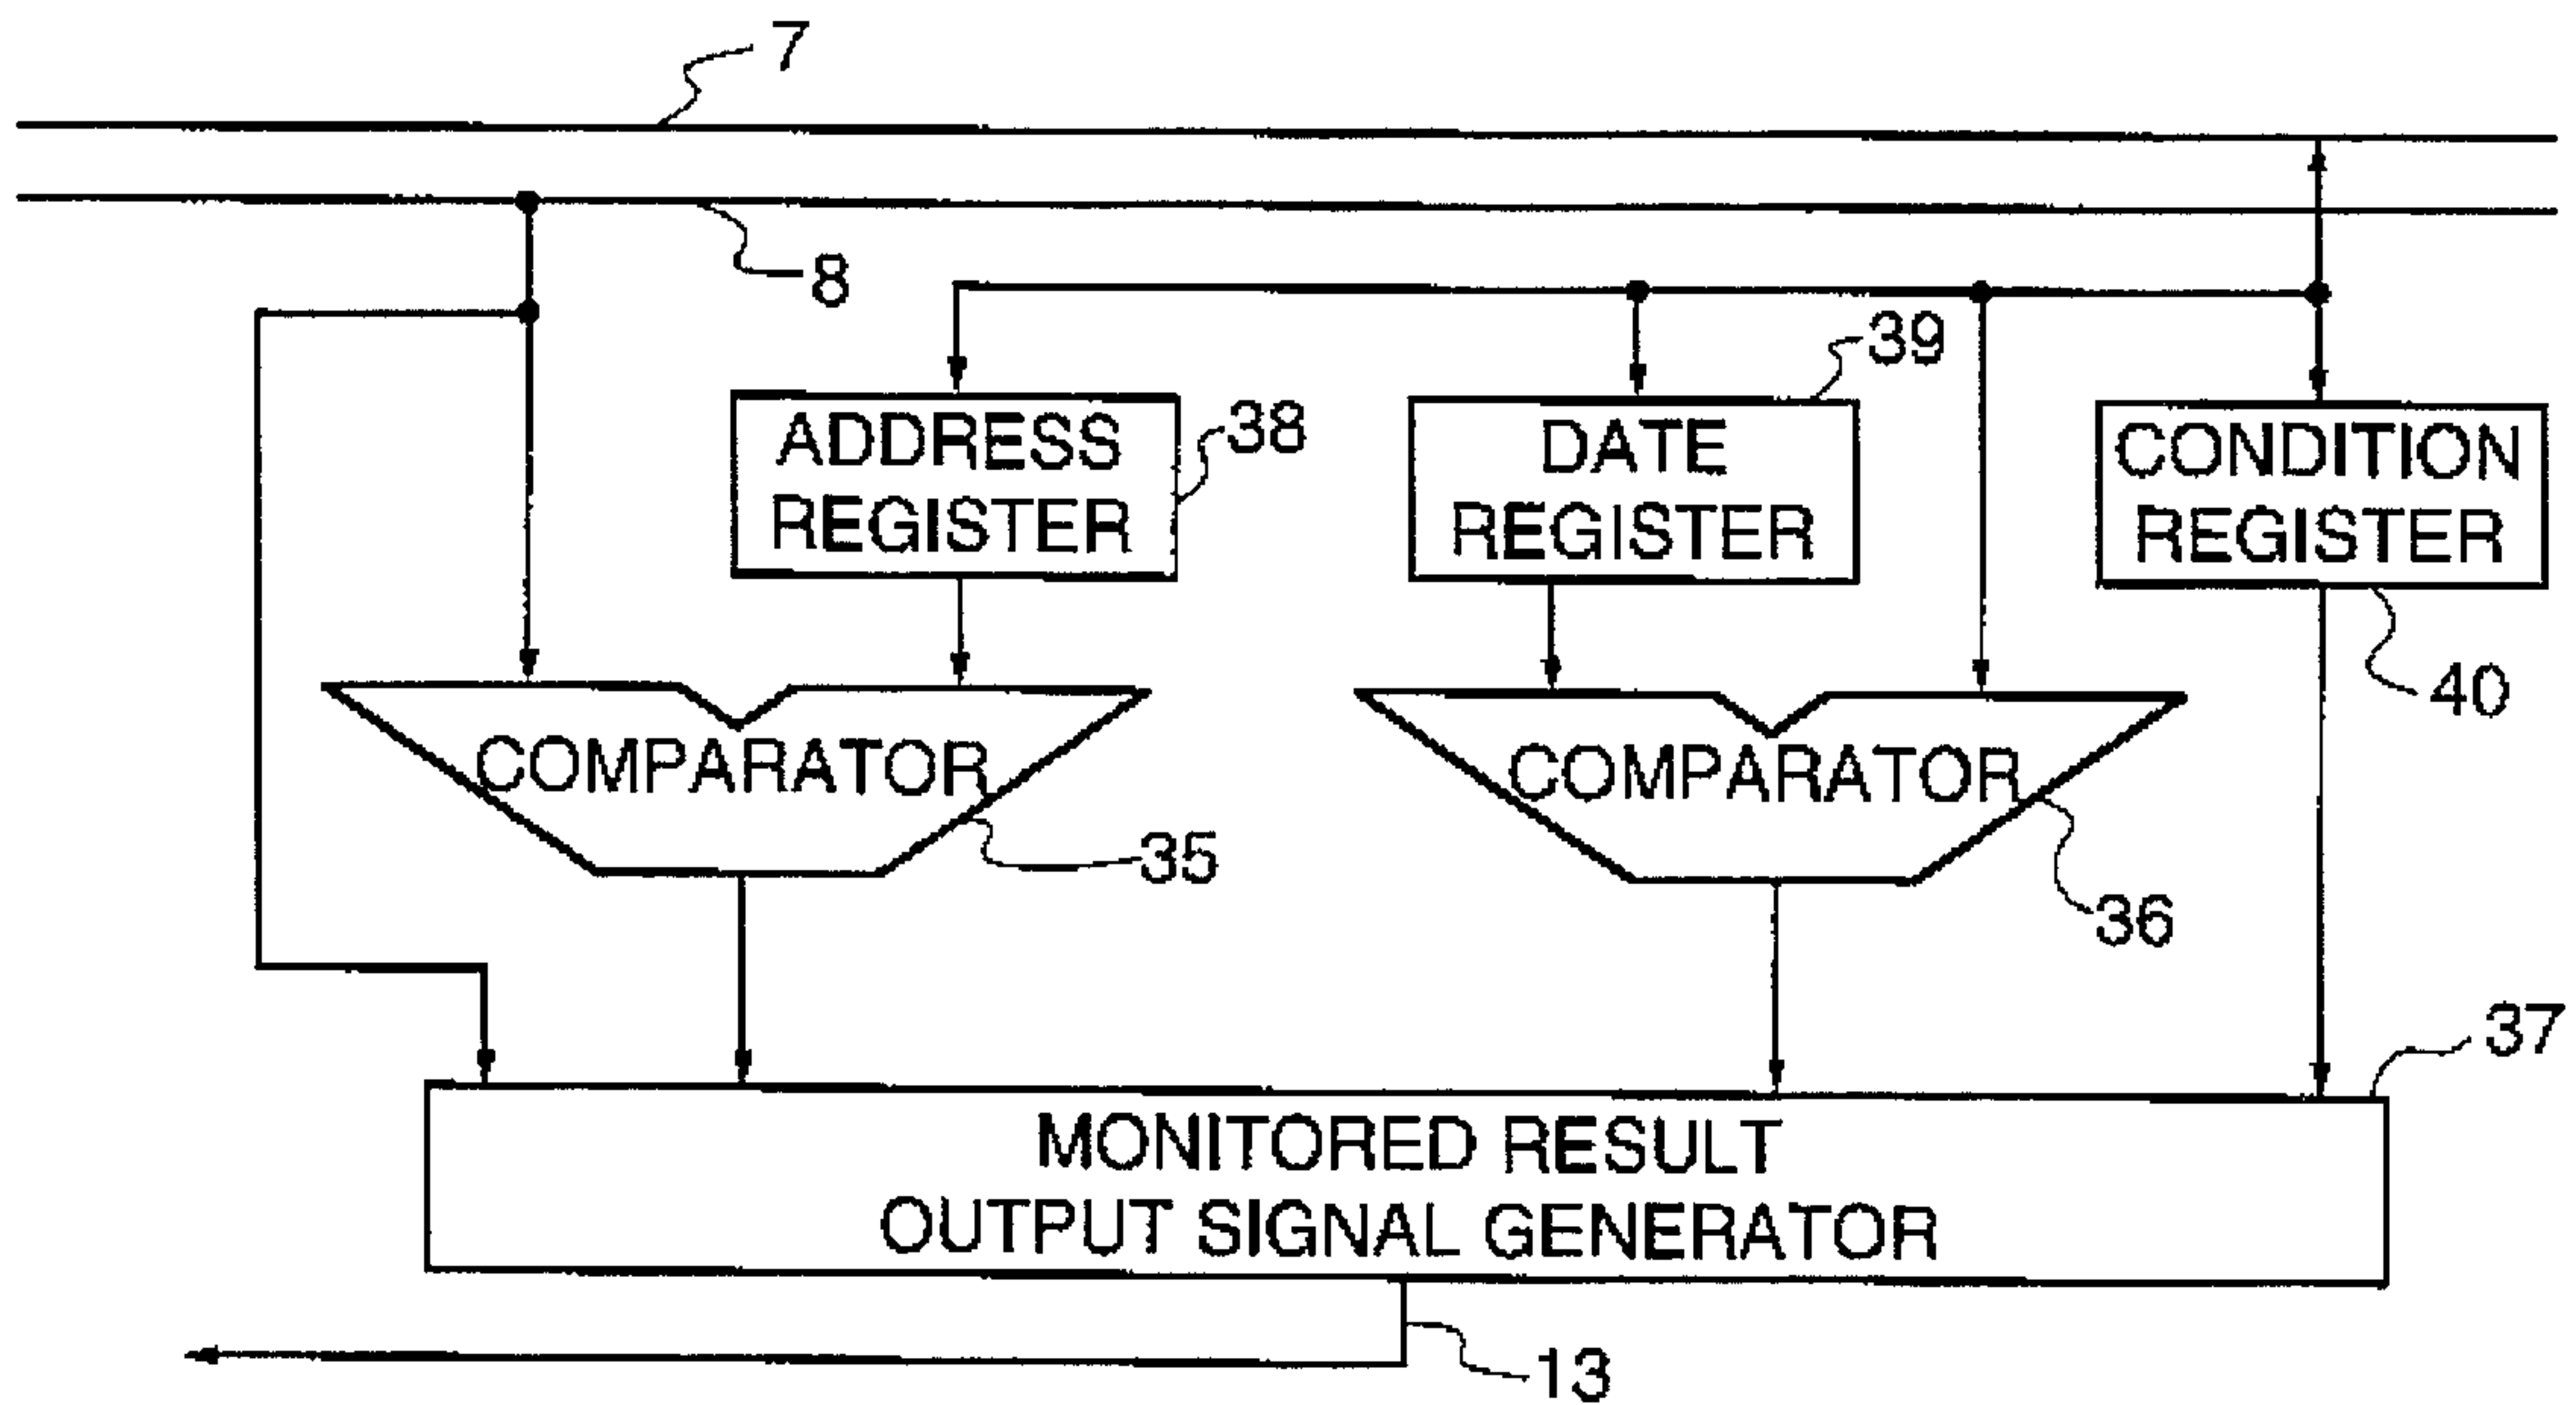 7
8
39
ADDRESS
REGISTER
38
DATE
REGISTER
CONDITION
REGISTER
40
COMPARATOR
COMPARATOR
35
36
37
MONITORED RESULT
OUTPUT SIGNAL GENERATOR
13